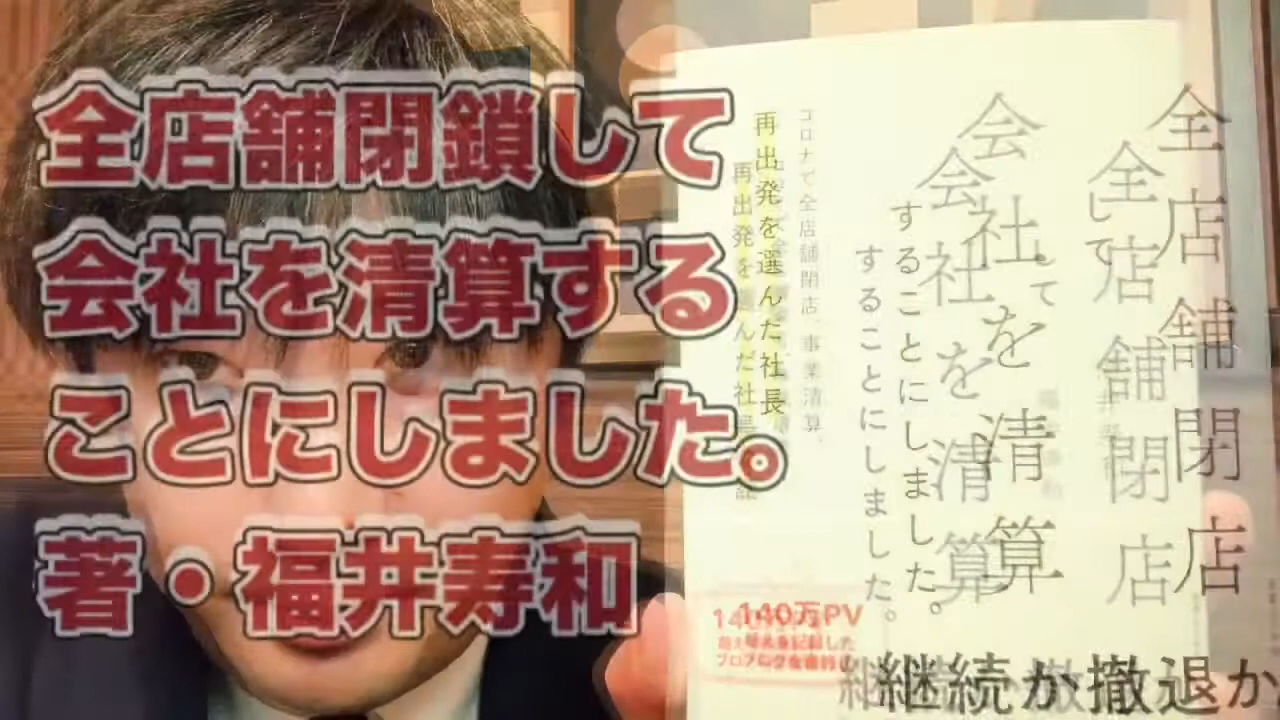 全店舗閉鎖して
会社を清算する
ことにしました。
著・福井寿和
全店舗閉店
して
会社を清算
することにしました。
コロナで全店舗閉店、事業清算、
再出発を選んだ社長
140万PV
継続か撤退か